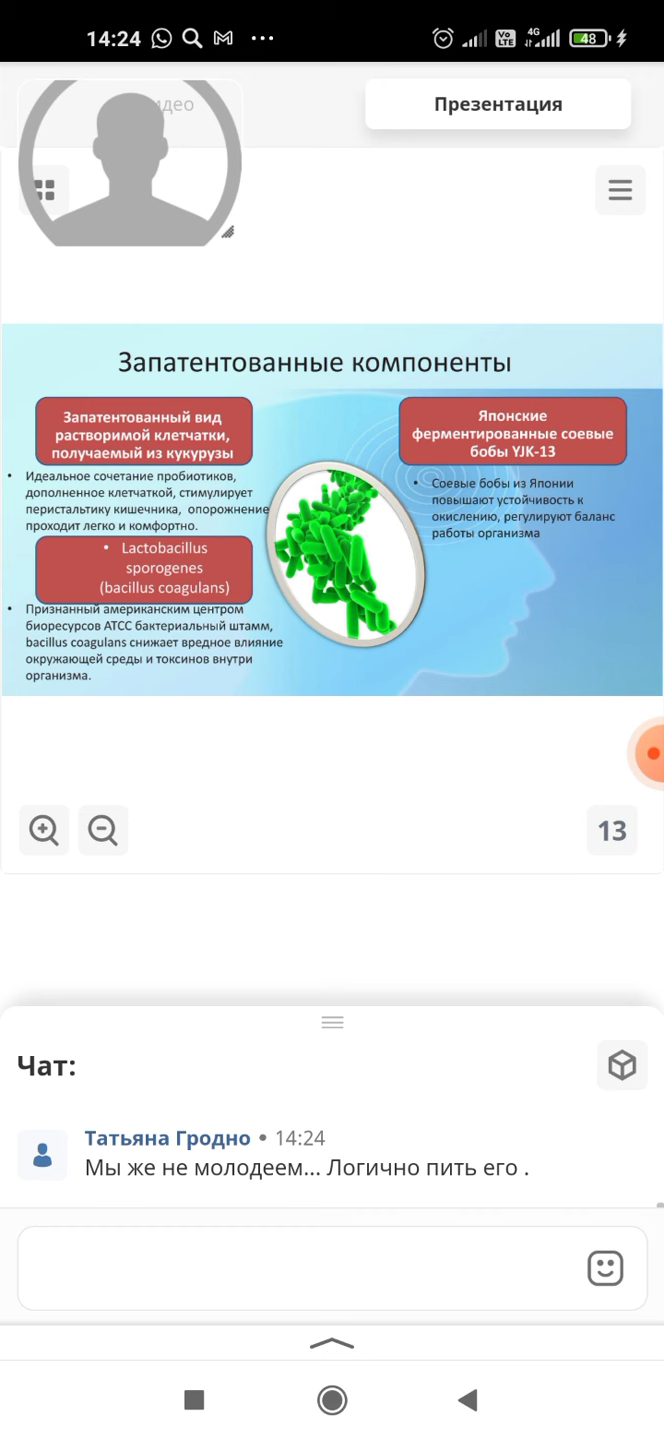 14:24
Vo
LTE
4G
48
део
Презентация
Запатентованные компоненты
Запатентованный вид
растворимой клетчатки,
получаемый из кукурузы
• Идеальное сочетание пробиотиков,
дополненное клетчаткой, стимулирует
перистальтику кишечника, опорожнение
проходит легко и комфортно.
• Lactobacillus
sporogenes
(bacillus coagulans)
• Признанный американским центром
биоресурсов АТСС бактериальный штамм,
bacillus coagulans снижает вредное влияние
окружающей среды и токсинов внутри
организма.
Японские
ферментированные соевые
бобы YJK-13
• Соевые бобы из Японии
повышают устойчивость к
окислению, регулируют баланс
работы организма
13
Чат:
Татьяна Гродно • 14:24
Мы же не молодеем... Логично пить его .